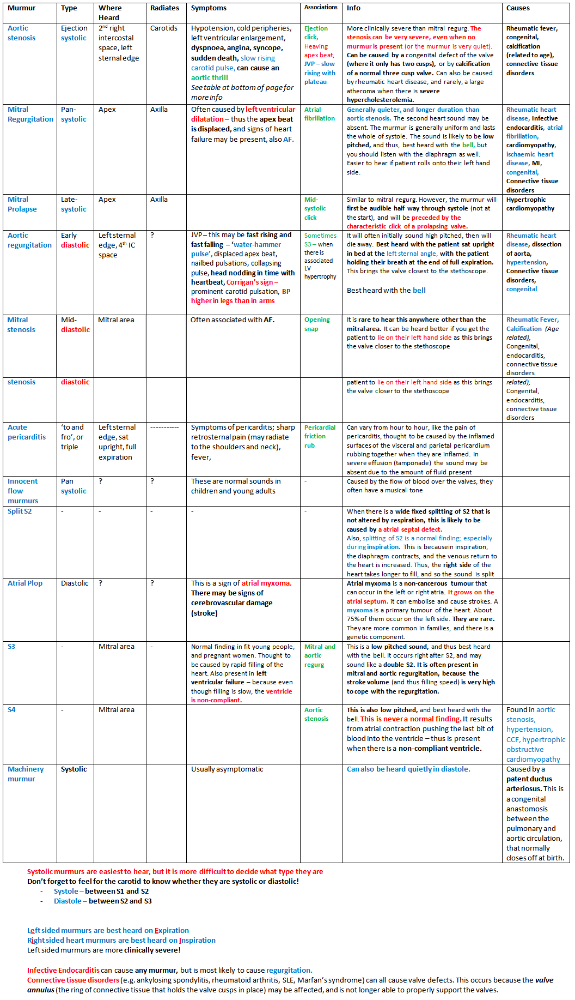 Murmur Type Where Heard Radiates Symptoms Associations Info Causes
Aortic stenosis
Ejection systolic
2nd right intercostal space, left sternal edge
Carotids
Hypotension, cold peripheries,
left ventricular enlargement,
dyspnoea, angina, syncope,
sudden death, slow rising
carotid pulse, can cause an
aortic thrill
See table at bottom of page for
more info
Ejection
click,
Heaving
apex beat,
JVP – slow
rising with
plateau
More clinically severe than mitral regurg. The
stenosis can be very severe, even when no
murmur is present (or the murmur is very quiet).
Can be caused by a congenital defect of the valve
(where it only has two cusps), or by calcification
of a normal three cusp valve. Can also be caused
by rheumatic heart disease, and rarely, a large
atheroma when there is severe
hypercholesterolemia.
Rheumatic fever,
congenital,
calcification
(related to age),
connective tissue
disorders
Mitral
Regurgitation
Pan-
systolic
Apex
Axilla
Often caused by left ventricular
dilatation – thus the apex beat
is displaced, and signs of heart
failure may be present, also AF.
Atrial
fibrillation
Generally quieter, and longer duration than
aortic stenosis. The second heart sound may be
absent. The murmur is generally uniform and lasts
the whole of systole. The sound is likely to be low
pitched, and thus, best heard with the bell, but
you should listen with the diaphragm as well.
Easier to hear if patient rolls onto their left hand
side.
Rheumatic heart
disease, Infective
endocarditis, atrial
fibrillation,
cardiomyopathy,
ischaemic heart
disease, MI,
congenital,
Connective tissue
disorders
Mitral
Prolapse
Late-
systolic
Apex
Axilla
Mid-
systolic
click
Similar to mitral regurg. However, the murmur will
first be audible half way through systole (not at
the start), and will be preceded by the
characteristic click of a prolapsing valve.
Hypertrophic
cardiomyopathy
Aortic
regurgitation
Early
diastolic
Left sternal
edge, 4th IC
space
?
JVP – this may be fast rising and
fast falling – ‘water-hammer
pulse’, displaced apex beat,
nailbed pulsations, collapsing
pulse, head nodding in time with
heartbeat, Corrigan’s sign –
prominent carotid pulsation, BP
higher in legs than in arms
Sometimes
S3 – when
there is
associated
LV
hypertrophy
It will often initially sound high pitched, then will
die away. Best heard with the patient sat upright
in bed at the left sternal angle, with the patient
holding their breath at the end of full expiration.
This brings the valve closest to the stethoscope.
Best heard with the bell
Rheumatic heart
disease, dissection
of aorta,
hypertension,
Connective tissue
disorders,
congenital
Mitral
stenosis
Mid-
diastolic
Mitral area
Often associated with AF.
Opening
snap
It is rare to hear this anywhere other than the
mitral area. It can be heard better if you get the
patient to lie on their left hand side as this brings
the valve closer to the stethoscope
Rheumatic Fever,
Calcification (Age
related),
Congenital,
endocarditis,
connective tissue
disorders
stenosis
diastolic
patient to lie on their left hand side as this brings
the valve closer to the stethoscope
related),
Congenital,
endocarditis,
connective tissue
disorders
Acute
pericarditis
‘to and
fro’, or
triple
Left sternal
edge, sat
upright, full
expiration
-----------
Symptoms of pericarditis; sharp
retrosternal pain (may radiate
to the shoulders and neck),
fever,
Pericardial
friction
rub
Can vary from hour to hour, like the pain of
pericarditis, thought to be caused by the inflamed
surfaces of the visceral and parietal pericardium
rubbing together when they are inflamed. In
severe effusion (tamponade) the sound may be
absent due to the amount of fluid present
Innocent
flow
murmurs
Pan
systolic
?
?
These are normal sounds in
children and young adults
-
Caused by the flow of blood over the valves, they
often have a musical tone
Split S2
-
-
-
-
-
When there is a wide fixed splitting of S2 that is
not altered by respiration, this is likely to be
caused by a atrial septal defect.
Also, splitting of S2 is a normal finding; especially
during inspiration. This is becausein inspiration,
the diaphragm contracts, and the venous return to
the heart is increased. Thus, the right side of the
heart takes longer to fill, and so the sound is split
Atrial Plop
Diastolic
?
?
This is a sign of atrial myxoma.
There may be signs of
cerebrovascular damage
(stroke)
Atrial myxoma is a non-cancerous tumour that
can occur in the left or right atria. It grows on the
atrial septum. it can embolise and cause strokes. A
myxoma is a primary tumour of the heart. About
75% of them occur on the left side. They are rare.
They are more common in families, and there is a
genetic component.
S3
-
Mitral area
-
Normal finding in fit young people,
and pregnant women. Thought to
be caused by rapid filling of the
heart. Also present in left
ventricular failure – because even
though filling is slow, the ventricle
is non-compliant.
Mitral and
aortic
regurg
This is a low pitched sound, and thus best heard
with the bell. It occurs right after S2, and may
sound like a double S2. It is often present in
mitral and aortic regurgitation, because the
stroke volume (and thus filling speed) is very high
to cope with the regurgitation.
S4
-
Mitral area
Aortic
stenosis
This is also low pitched, and best heard with the
bell. This is never a normal finding. It results
from atrial contraction pushing the last bit of
blood into the ventricle – thus is present
when there is a non-compliant ventricle.
Found in aortic
stenosis,
hypertension,
CCF, hypertrophic
obstructive
cardiomyopathy
Machinery
murmur
Systolic
Usually asymptomatic
Can also be heard quietly in diastole.
Caused by a
patent ductus
arteriosus. This is
a congenital
anastomosis
between the
pulmonary and
aortic circulation,
that normally
closes off at birth.
Systolic murmurs are easiest to hear, but it is more difficult to decide what type they are
Don’t forget to feel for the carotid to know whether they are systolic or diastolic!
- Systole – between S1 and S2
- Diastole – between S2 and S3
Left sided murmurs are best heard on Expiration
Right sided heart murmurs are best heard on Inspiration
Left sided murmurs are more clinically severe!
Infective Endocarditis can cause any murmur, but is most likely to cause regurgitation.
Connective tissue disorders (e.g. ankylosing spondylitis, rheumatoid arthritis, SLE, Marfan’s syndrome) can all cause valve defects. This occurs because the valve
annulus (the ring of connective tissue that holds the valve cusps in place) may be affected, and is not longer able to properly support the valves.